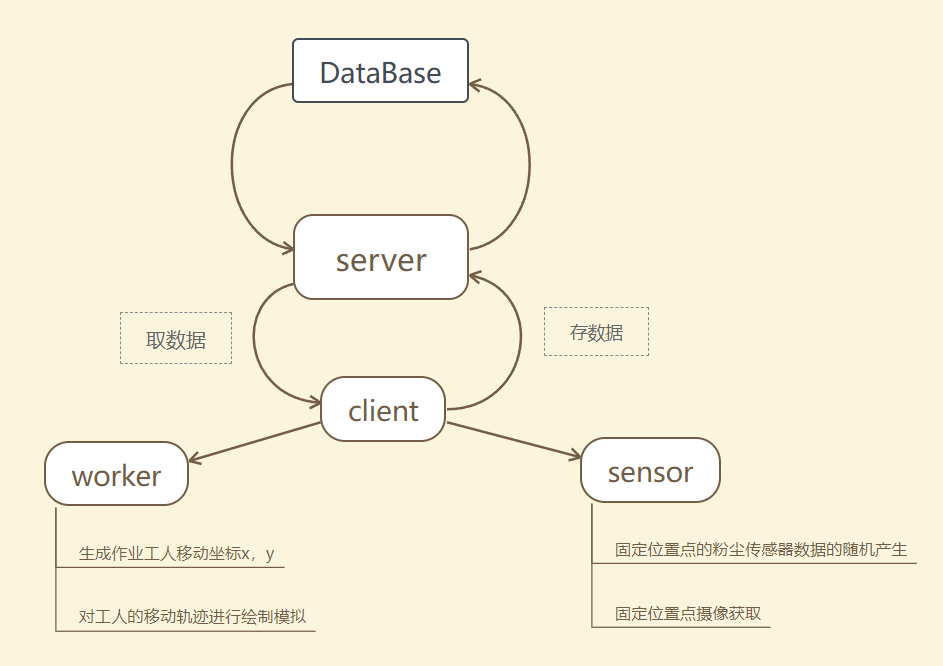 DataBase
server
取数据
存数据
client
worker
sensor
生成作业工人移动坐标x，y
对工人的移动轨迹进行绘制模拟
固定位置点的粉尘传感器数据的随机产生
固定位置点摄像获取